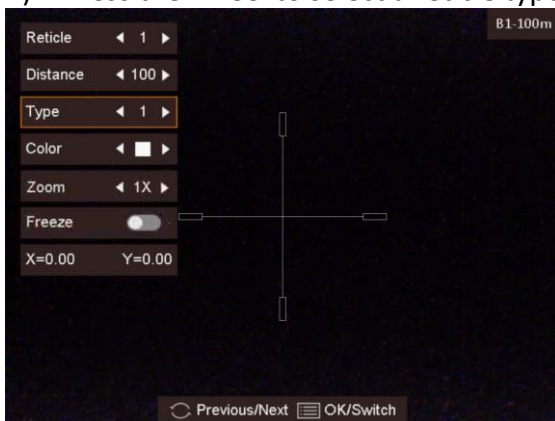 B1-100m
Reticle 1
Distance 100
Type 1
Color
Zoom 1X
Freeze
X=0.00 Y=0.00
Previous/Next OK/Switch